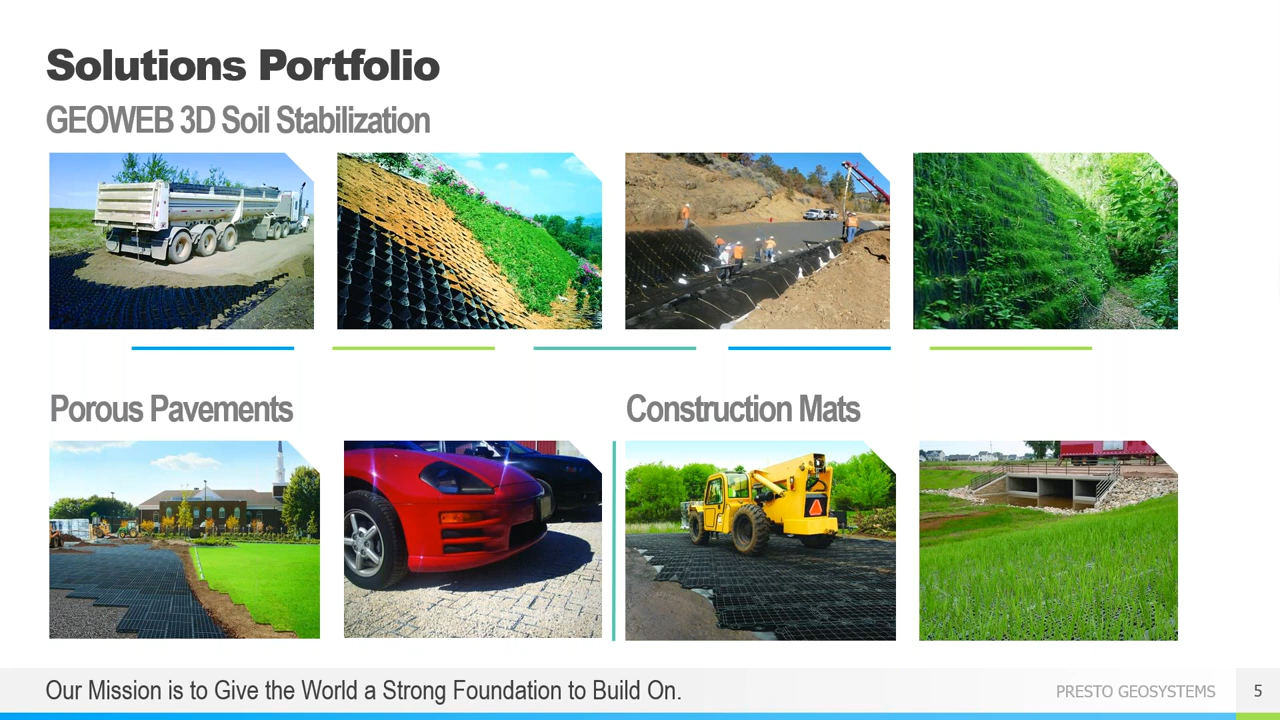 Solutions Portfolio
GEOWEB 3D Soil Stabilization
Porous Pavements
Construction Mats
Our Mission is to Give the World a Strong Foundation to Build On.
PRESTO GEOSYSTEMS
5